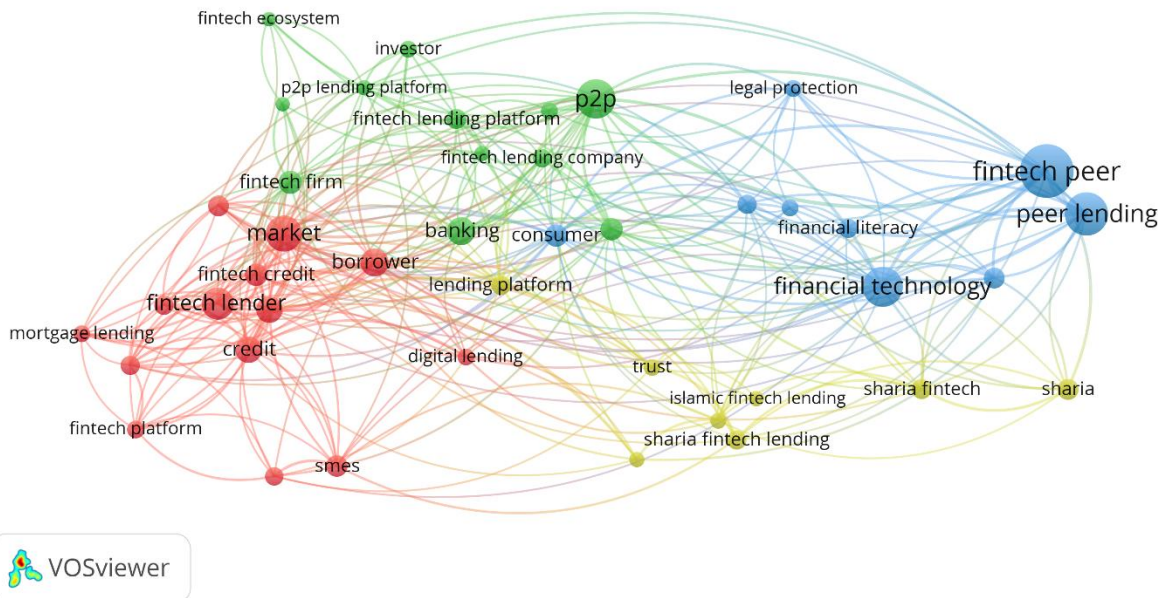 fintech ecosystem
investor
p2p lending platform
legal protection
p2p
fintech lending platform
fintech lending company
fintech peer
fintech firm
peer lending
market
banking
consumer
financial literacy
borrower
fintech credit
lending platform
financial technology
fintech lender
mortgage lending
credit
digital lending
trust
sharia fintech
sharia
islamic fintech lending
fintech platform
sharia fintech lending
smes
VOSviewer